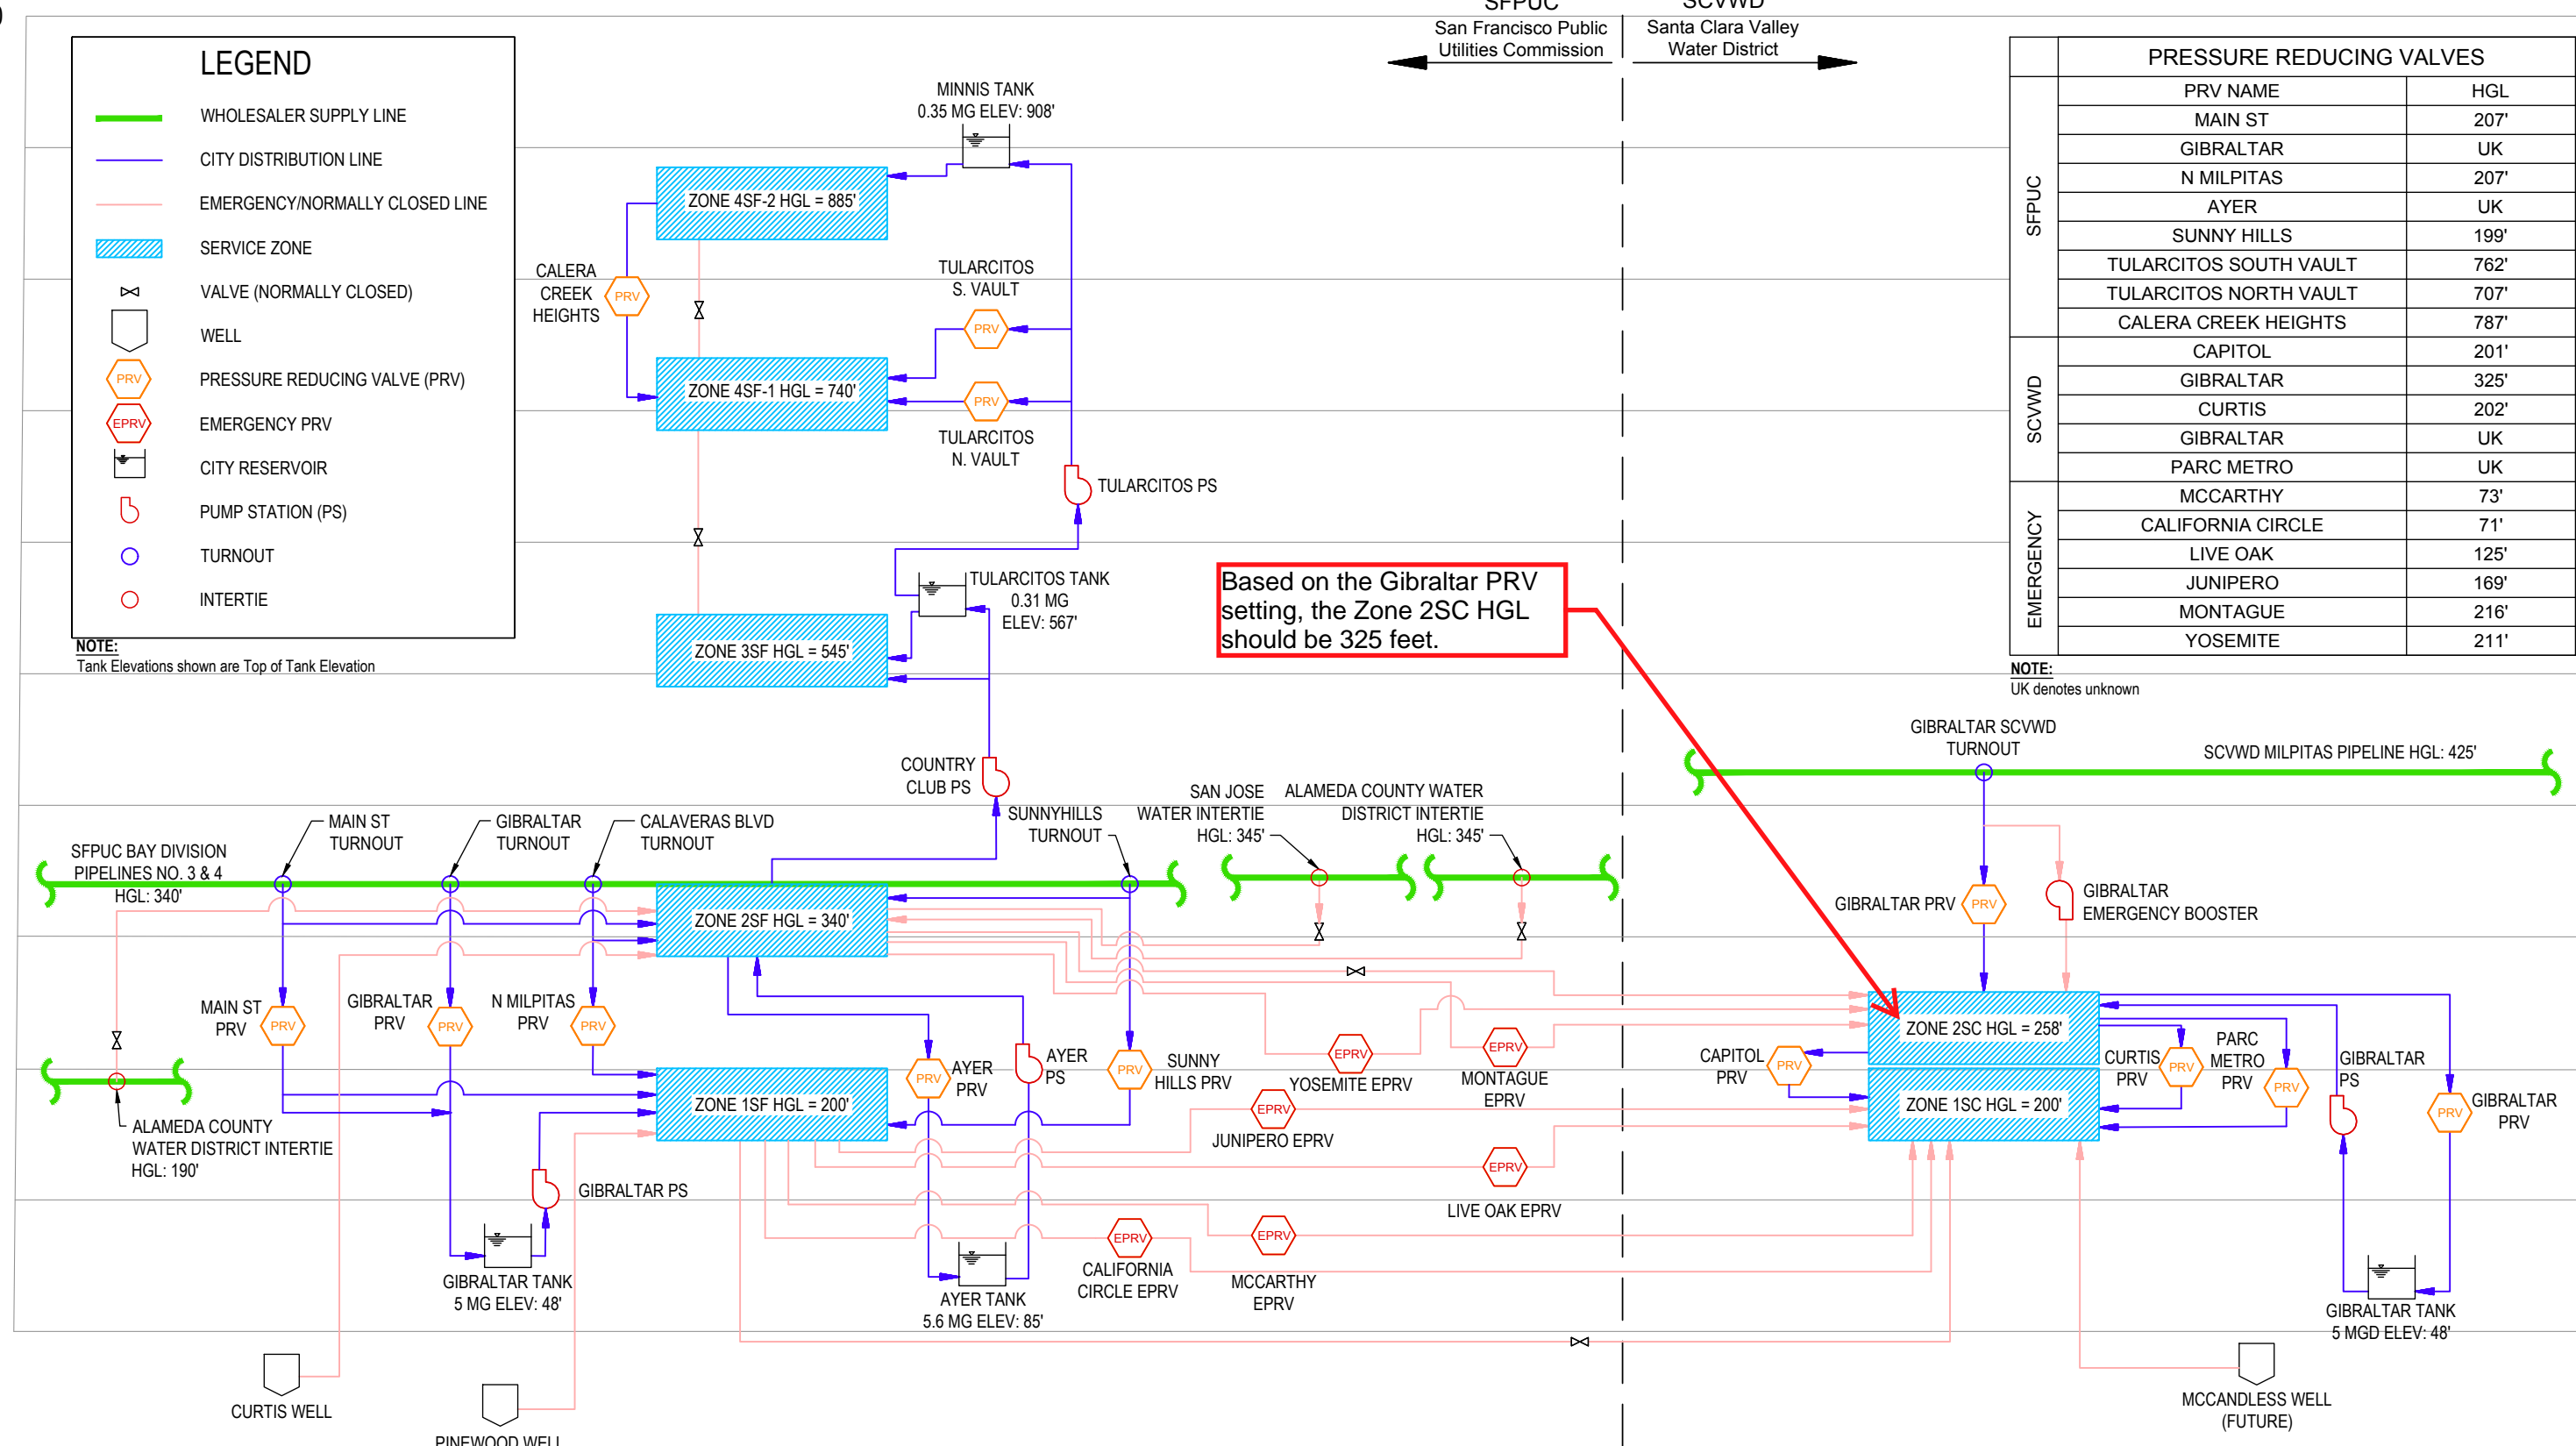 SFPUC
San Francisco Public
Utilities Commission
SCVWD
Santa Clara Valley
Water District
LEGEND
WHOLESALER SUPPLY LINE
CITY DISTRIBUTION LINE
EMERGENCY/NORMALLY CLOSED LINE
SERVICE ZONE
VALVE (NORMALLY CLOSED)
WELL
PRV
PRESSURE REDUCING VALVE (PRV)
EPRV
EMERGENCY PRV
CITY RESERVOIR
PUMP STATION (PS)
TURNOUT
INTERTIE
NOTE:
Tank Elevations shown are Top of Tank Elevation
PRESSURE REDUCING VALVES
PRV NAME HGL
SFPUC
MAIN ST 207'
GIBRALTAR UK
N MILPITAS 207'
AYER UK
SUNNY HILLS 199'
TULARCITOS SOUTH VAULT 762'
TULARCITOS NORTH VAULT 707'
CALERA CREEK HEIGHTS 787'
SCVWD
CAPITOL 201'
GIBRALTAR 325'
CURTIS 202'
GIBRALTAR UK
PARC METRO UK
EMERGENCY
MCCARTHY 73'
CALIFORNIA CIRCLE 71'
LIVE OAK 125'
JUNIPERO 169'
MONTAGUE 216'
YOSEMITE 211'
NOTE:
UK denotes unknown
MINNIS TANK
0.35 MG ELEV: 908'
ZONE 4SF-2 HGL = 885'
CALERA
CREEK
HEIGHTS
PRV
TULARCITOS
S. VAULT
PRV
ZONE 4SF-1 HGL = 740'
PRV
TULARCITOS
N. VAULT
TULARCITOS PS
TULARCITOS TANK
0.31 MG
ELEV: 567'
ZONE 3SF HGL = 545'
Based on the Gibraltar PRV
setting, the Zone 2SC HGL
should be 325 feet.
COUNTRY
CLUB PS
GIBRALTAR SCVWD
TURNOUT
SCVWD MILPITAS PIPELINE HGL: 425'
MAIN ST
TURNOUT
GIBRALTAR
TURNOUT
CALAVERAS BLVD
TURNOUT
SUNNYHILLS
TURNOUT
SAN JOSE
WATER INTERTIE
HGL: 345'
ALAMEDA COUNTY WATER
DISTRICT INTERTIE
HGL: 345'
SFPUC BAY DIVISION
PIPELINES NO. 3 & 4
HGL: 340'
ZONE 2SF HGL = 340'
GIBRALTAR PRV
PRV
GIBRALTAR
EMERGENCY BOOSTER
MAIN ST
PRV
PRV
GIBRALTAR
PRV
PRV
N MILPITAS
PRV
PRV
AYER
PRV
PRV
AYER
PS
PRV
SUNNY
HILLS PRV
EPRV
YOSEMITE EPRV
EPRV
MONTAGUE
EPRV
ZONE 2SC HGL = 258'
CAPITOL
PRV
PRV
CURTIS
PRV
PRV
PARC
METRO
PRV
PRV
GIBRALTAR
PS
PRV
GIBRALTAR
PRV
ZONE 1SF HGL = 200'
ZONE 1SC HGL = 200'
EPRV
JUNIPERO EPRV
EPRV
LIVE OAK EPRV
ALAMEDA COUNTY
WATER DISTRICT INTERTIE
HGL: 190'
GIBRALTAR PS
GIBRALTAR TANK
5 MG ELEV: 48'
AYER TANK
5.6 MG ELEV: 85'
EPRV
CALIFORNIA
CIRCLE EPRV
EPRV
MCCARTHY
EPRV
GIBRALTAR TANK
5 MGD ELEV: 48'
CURTIS WELL
PINEWOOD WELL
MCCANDLESS WELL
(FUTURE)